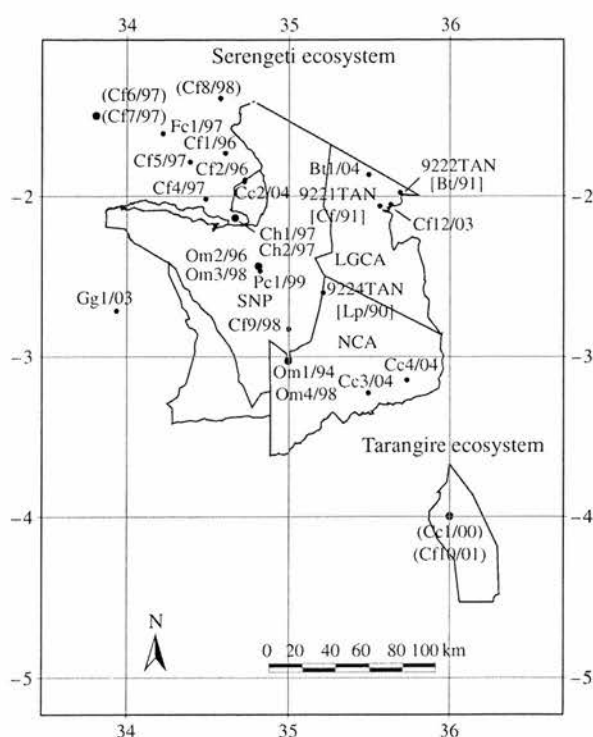 34 35 36
Serengeti ecosystem
(Cf6/97)
(Cf8/98)
(Cf7/97)
Fc1/97
Cf1/96
Cf5/97
Cf2/96
Bt1/04
9222TAN
[Bt/91]
Cf4/97
Cc2/04
9221TAN
[Cf/91]
−2 −2
Cf12/03
Ch1/97
Ch2/97
Om2/96
Om3/98
LGCA
Pc1/99
SNP
9224TAN
[Lp/90]
Gg1/03
Cf9/98
NCA
−3 −3
Om1/94
Om4/98
Cc3/04
Cc4/04
Tarangire ecosystem
−4 −4
(Cc1/00)
(Cf10/01)
N
0 20 40 60 80 100 km
−5 −5
34 35 36